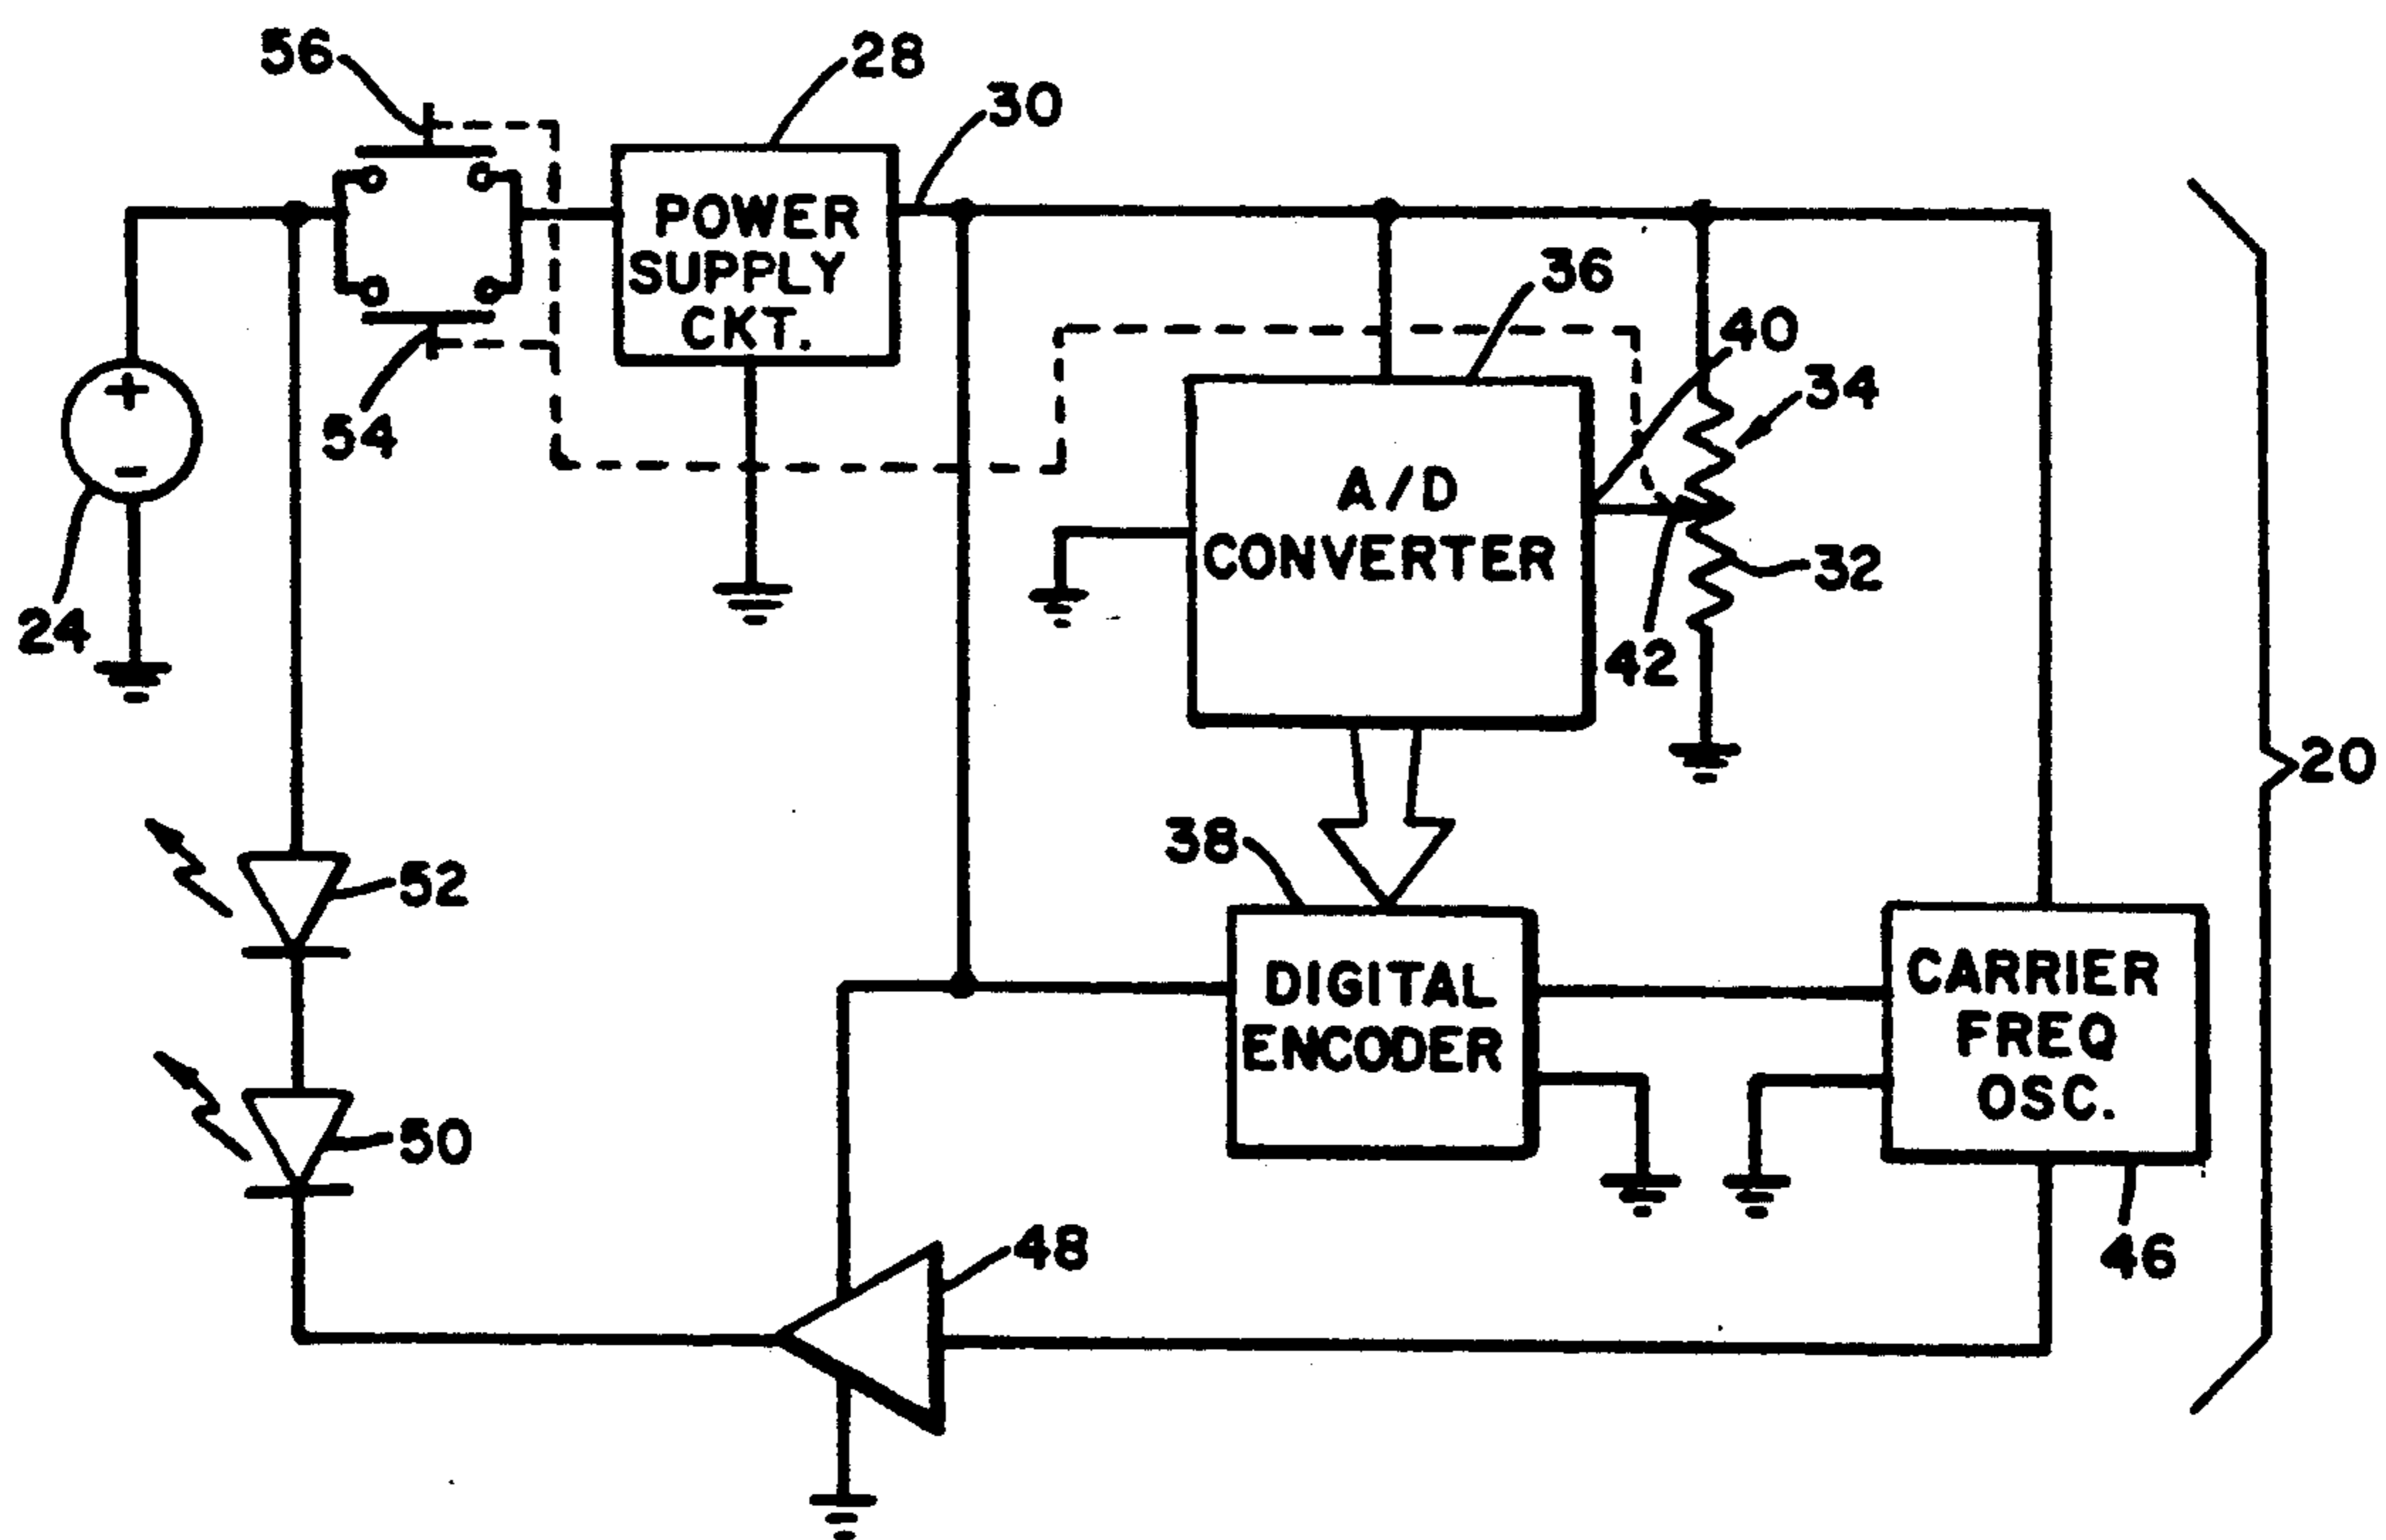 56
28
30
POWER
SUPPLY
CKT.
36
40
34
+
-
54
A/D
CONVERTER
32
24
42
20
38
52
DIGITAL
ENCODER
CARRIER
FREQ
OSC.
50
48
46